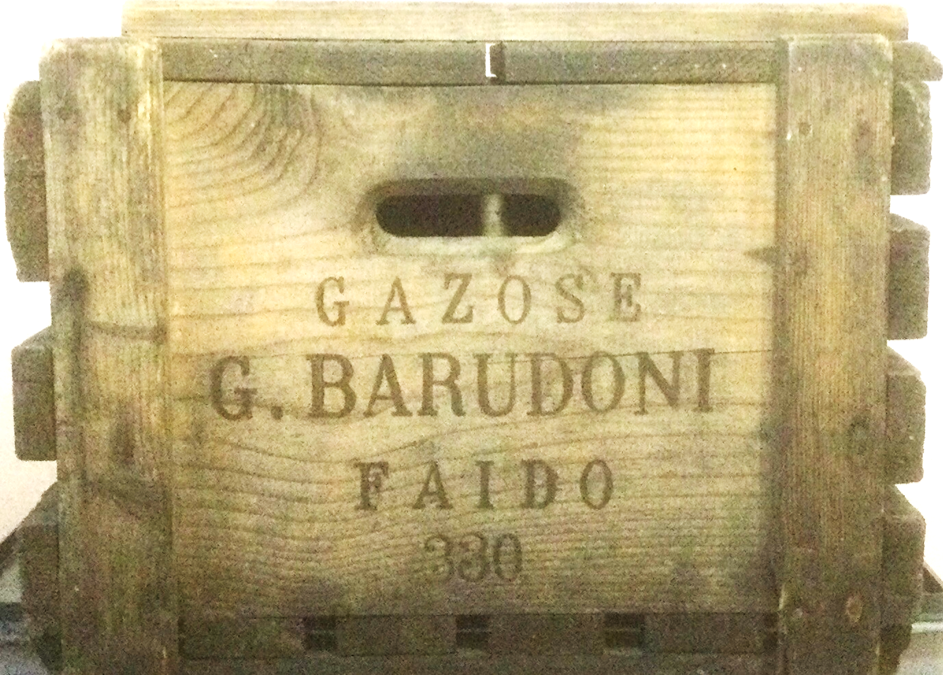 GAZOSE
G. BARUDONI
FAIDO
330